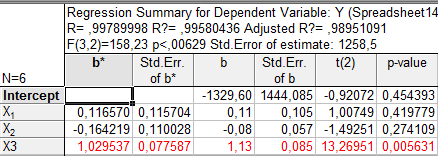 Regression Summary for Dependent Variable: Y (Spreadsheet14
R= ,99789998 R?= ,99580436 Adjusted R?= ,98951091
F(3,2)=158,23 p<,00629 Std.Error of estimate: 1258,5
N=6 b* Std.Err. of b* b Std.Err. of b t(2) p-value
Intercept -1329,60 1444,085 -0,92072 0,454393
X₁ 0,116570 0,115704 0,11 0,105 1,00749 0,419779
X₂ -0,164219 0,110028 -0,08 0,057 -1,49251 0,274109
X3 1,029537 0,077587 1,13 0,085 13,26951 0,005631